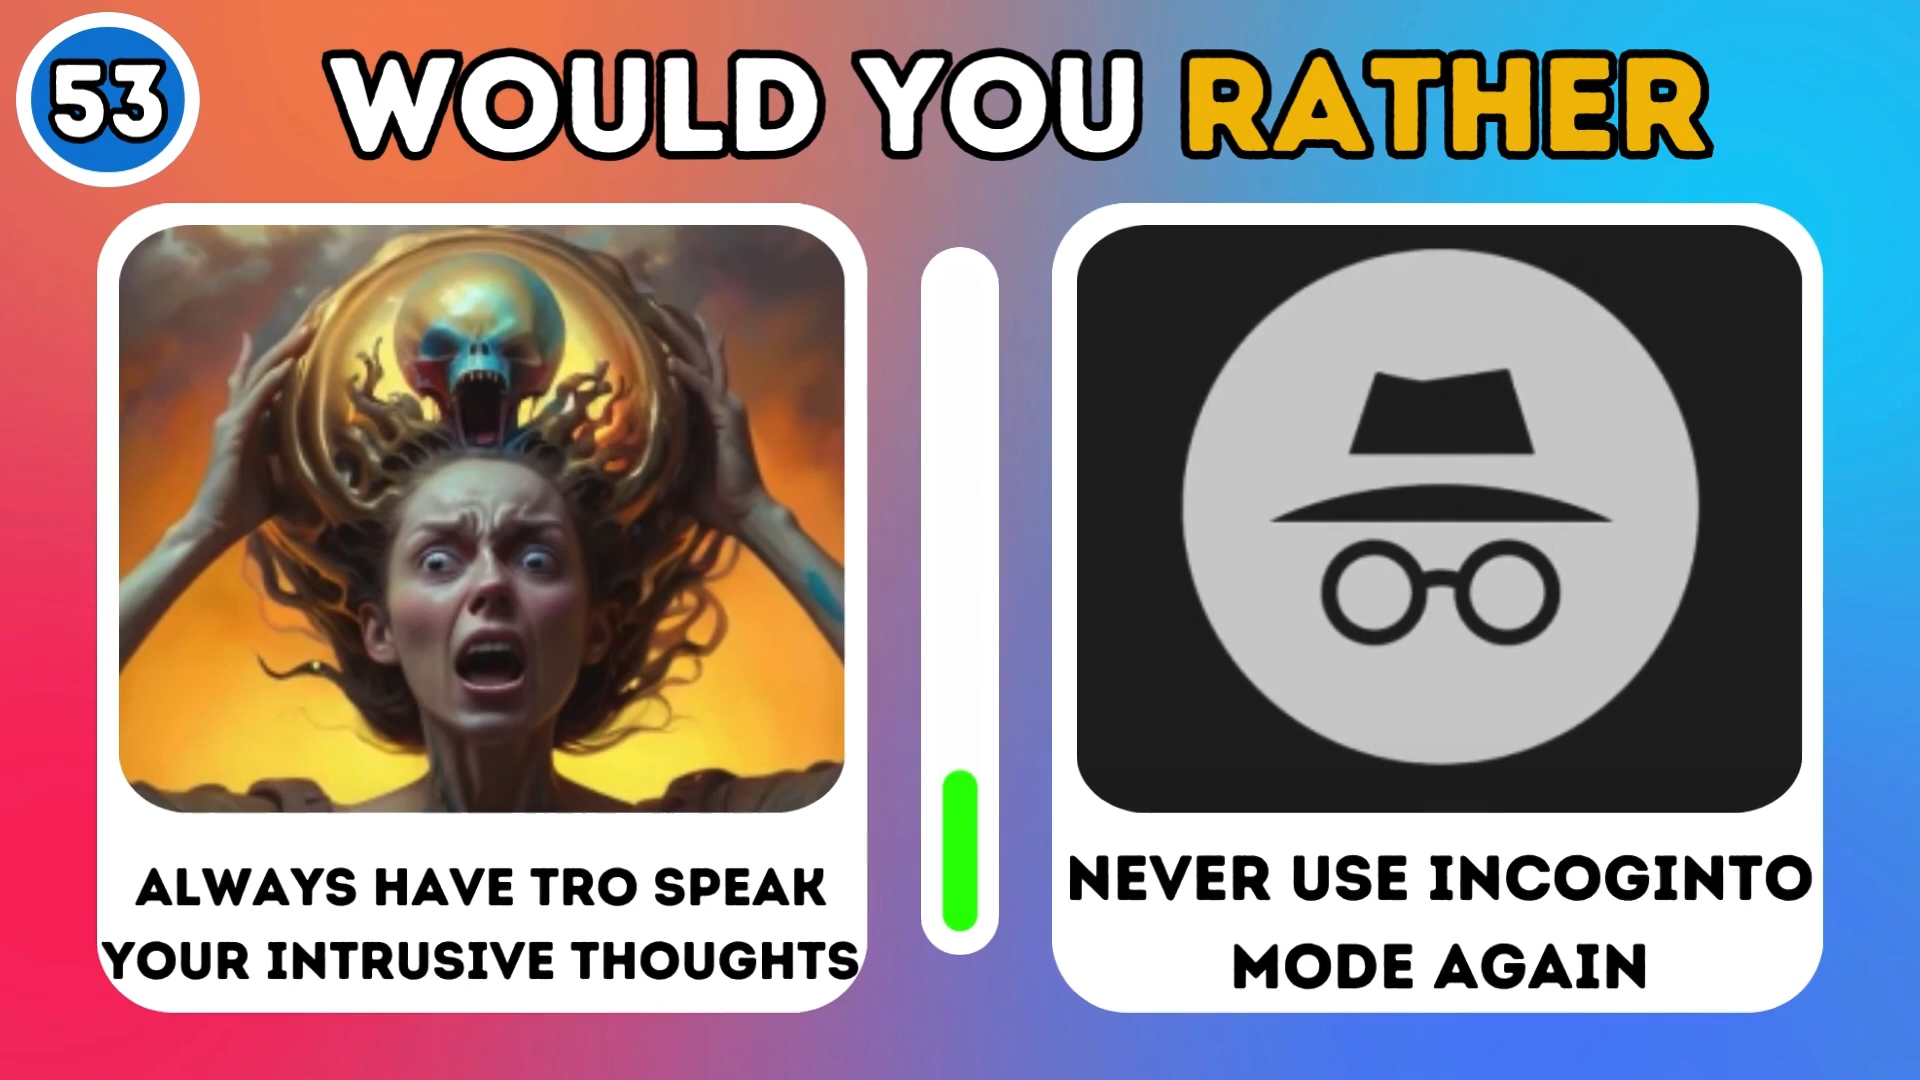 53
WOULD YOU RATHER
ALWAYS HAVE TRO SPEAK
YOUR INTRUSIVE THOUGHTS
NEVER USE INCOGINTO
MODE AGAIN